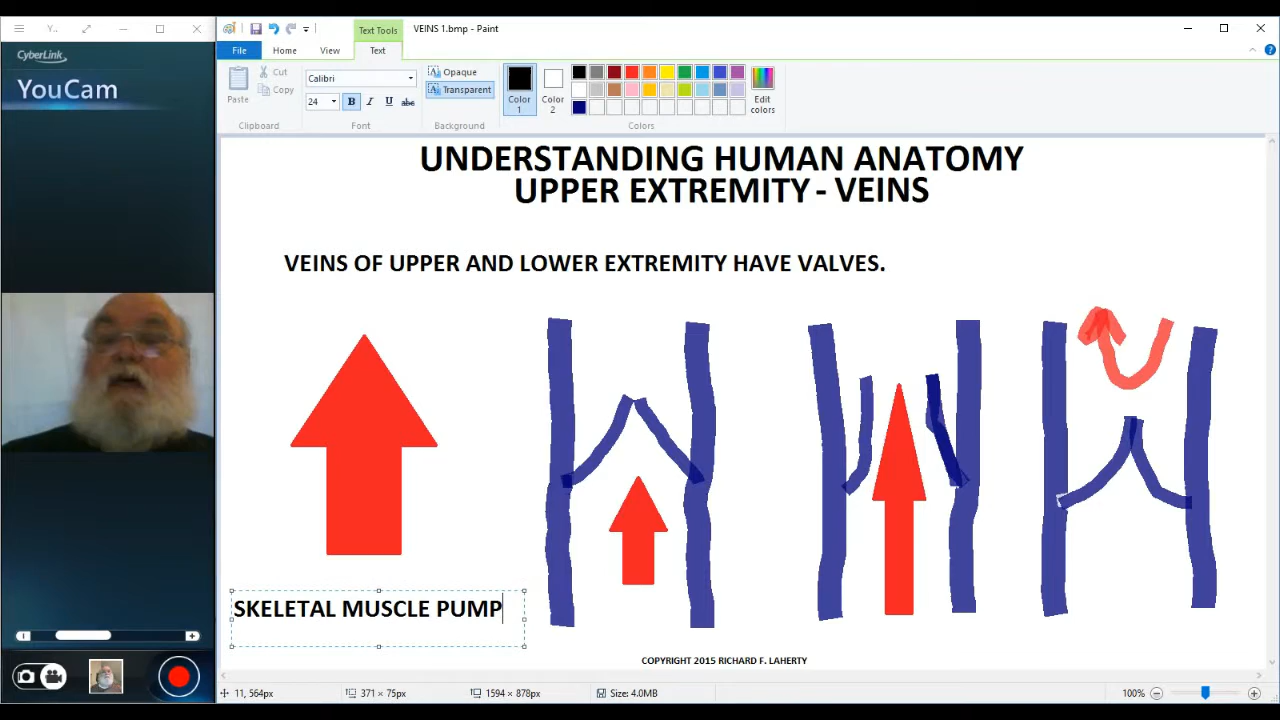 Y...
Text Tools
VEINS 1.bmp - Paint
CyberLink
YouCam
File
Home
View
Text
Paste
Cut
Copy
Clipboard
Calibri
24
B I U abc
Font
Opaque
Transparent
Background
Color 1
Color 2
Edit colors
Colors
UNDERSTANDING HUMAN ANATOMY
UPPER EXTREMITY - VEINS
VEINS OF UPPER AND LOWER EXTREMITY HAVE VALVES.
SKELETAL MUSCLE PUMP
COPYRIGHT 2015 RICHARD F. LAHERTY
11, 564px
371 × 75px
1594 × 878px
Size: 4.0MB
100%